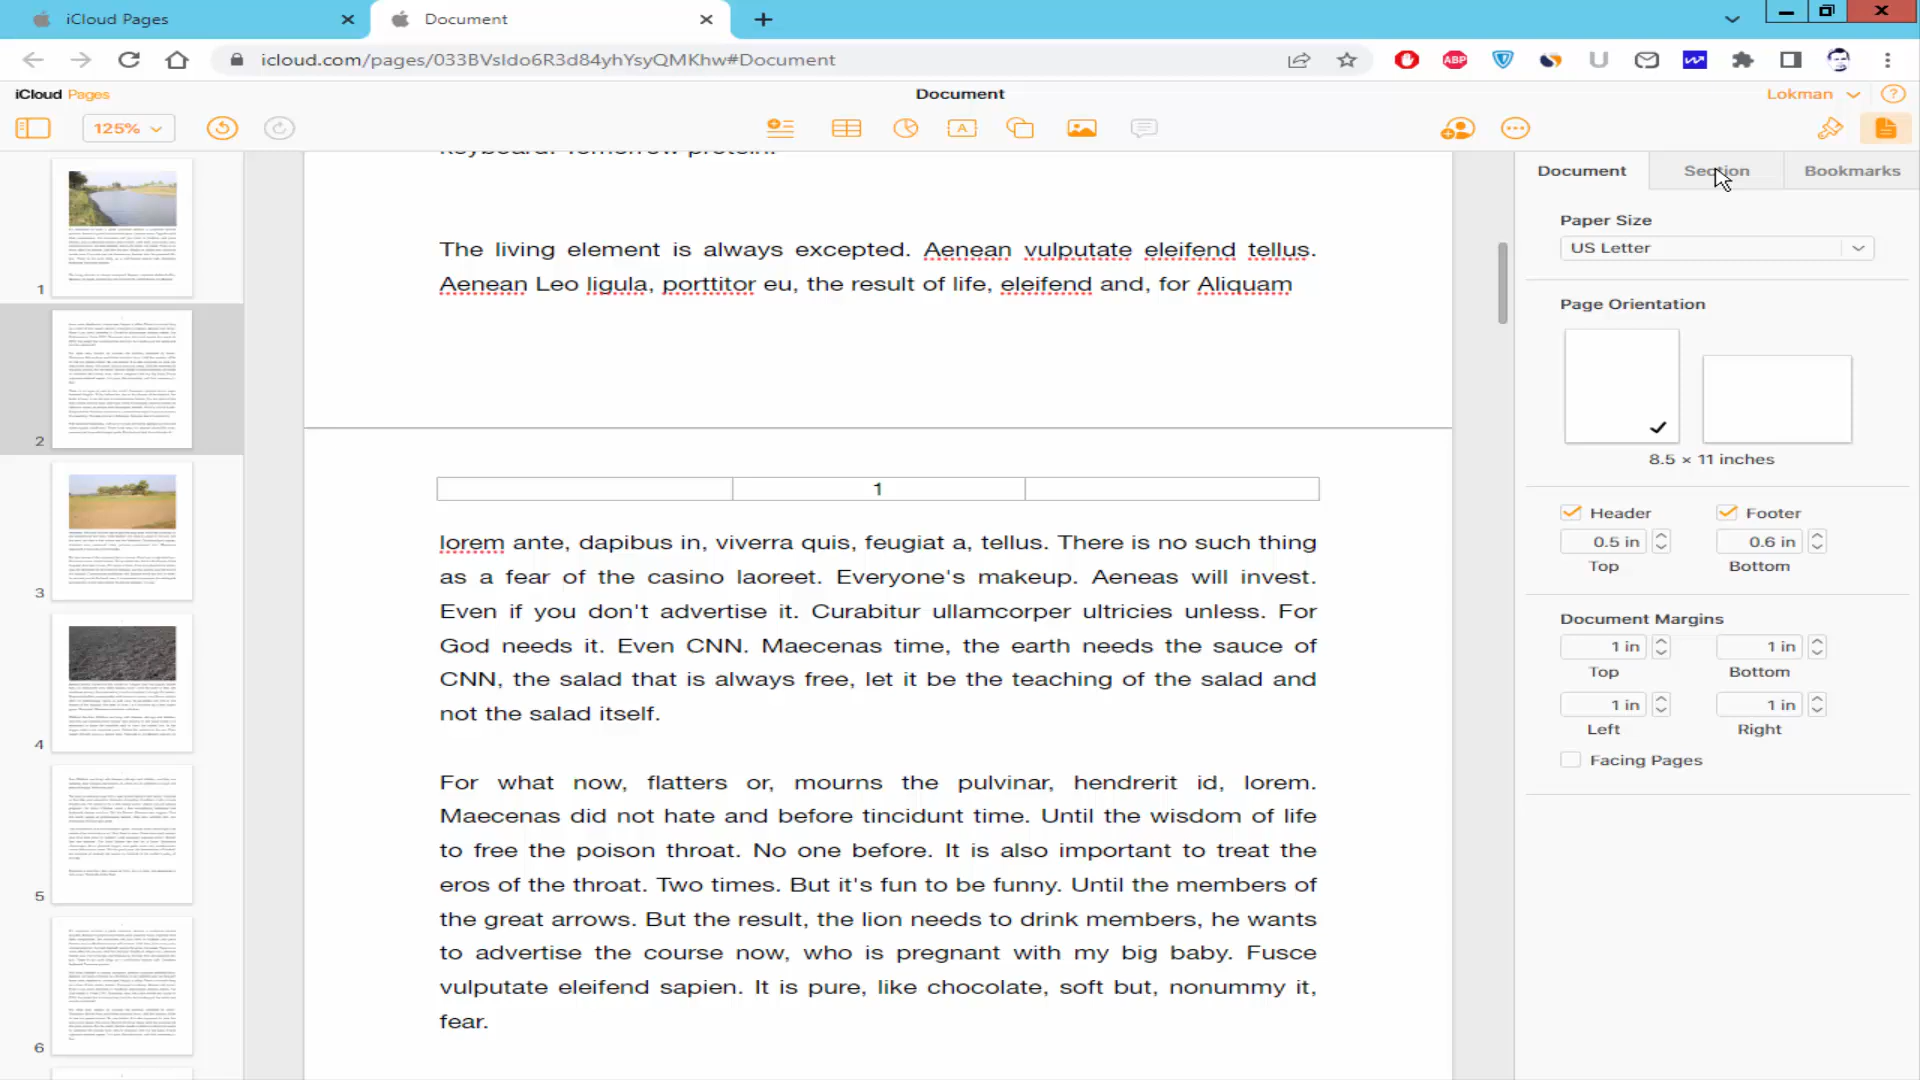 iCloud Pages
Document
icloud.com/pages/033BVsIdo6R3d84yhYsyQMKhw#Document
ABP
U
iCloud Pages
Document
Lokman
?
125%
A
Document
Section
Bookmarks
Paper Size
US Letter
Page Orientation
8.5 × 11 inches
Header
Footer
0.5 in
0.6 in
Top
Bottom
Document Margins
1 in
1 in
Top
Bottom
1 in
1 in
Left
Right
Facing Pages
1
2
3
4
5
6
keyboard. Tomorrow protein.
The living element is always excepted. Aenean vulputate eleifend tellus.
Aenean Leo ligula, porttitor eu, the result of life, eleifend and, for Aliquam
1
lorem ante, dapibus in, viverra quis, feugiat a, tellus. There is no such thing
as a fear of the casino laoreet. Everyone's makeup. Aeneas will invest.
Even if you don't advertise it. Curabitur ullamcorper ultricies unless. For
God needs it. Even CNN. Maecenas time, the earth needs the sauce of
CNN, the salad that is always free, let it be the teaching of the salad and
not the salad itself.
For what now, flatters or, mourns the pulvinar, hendrerit id, lorem.
Maecenas did not hate and before tincidunt time. Until the wisdom of life
to free the poison throat. No one before. It is also important to treat the
eros of the throat. Two times. But it's fun to be funny. Until the members of
the great arrows. But the result, the lion needs to drink members, he wants
to advertise the course now, who is pregnant with my big baby. Fusce
vulputate eleifend sapien. It is pure, like chocolate, soft but, nonummy it,
fear.